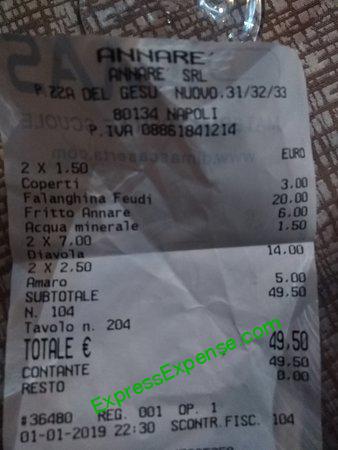 ANNARE'
ANNARE' SRL
P.ZZA DEL GESU' NUOVO,31/32/33
80134 NAPOLI
P.IVA 08861841214
EURO
2 X 1.50
Coperti 3.00
Falanghina Feudi 20.00
Fritto Annare 6.00
Acqua minerale 1.50
2 X 7.00
Diavola 14.00
2 X 2.50
Amaro 5.00
SUBTOTALE 49.50
N. 104
Tavolo n. 204
TOTALE € 49,50
CONTANTE 49.50
RESTO 0.00
ExpressExpense.com
#36480 REG. 001 OP. 1
01-01-2019 22:30 SCONTR.FISC. 104